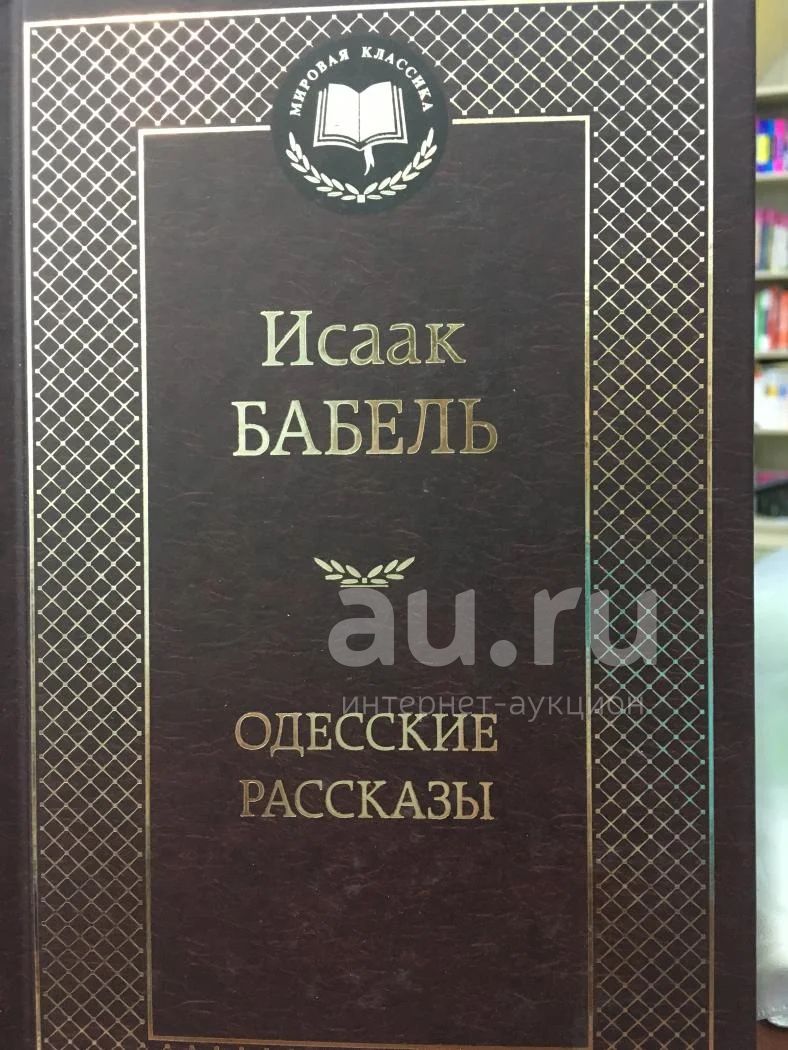 МИРОВАЯ КЛАССИКА
Исаак
БАБЕЛЬ
au.ru
интернет-аукцион
ОДЕССКИЕ
РАССКАЗЫ